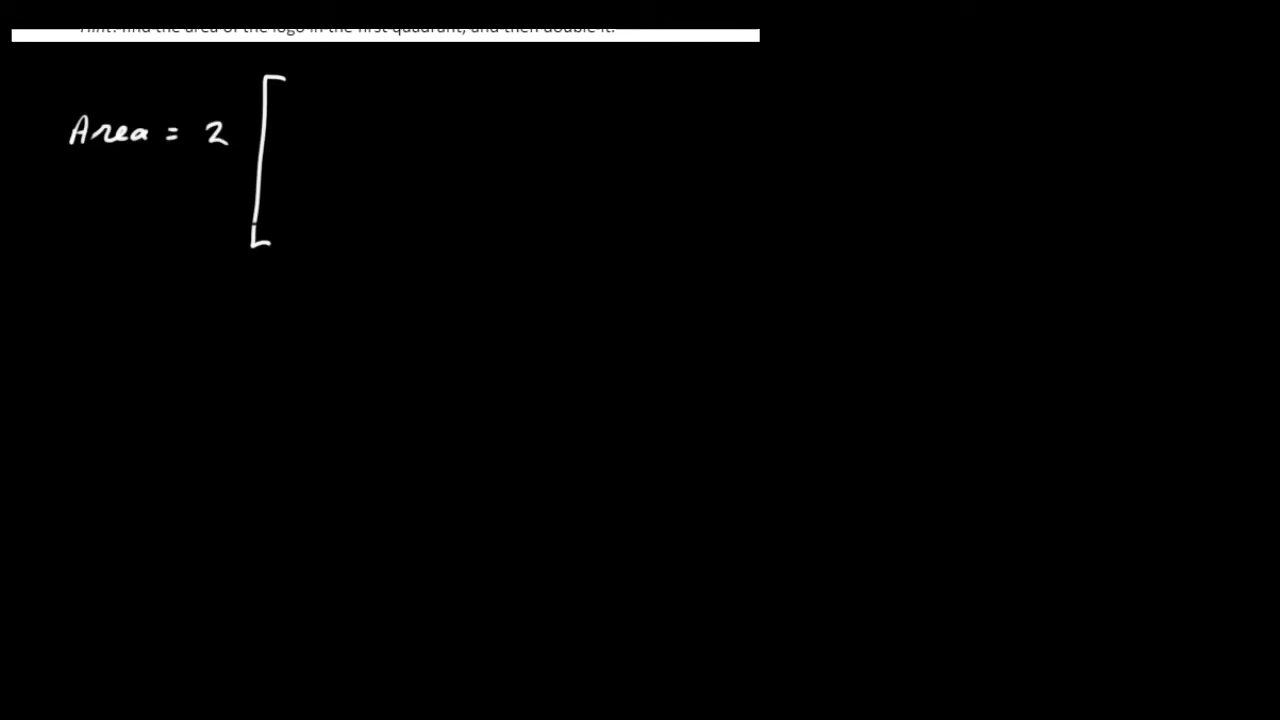 Hint: find the area of the logo in the first quadrant, and then double it.
Area = 2 [